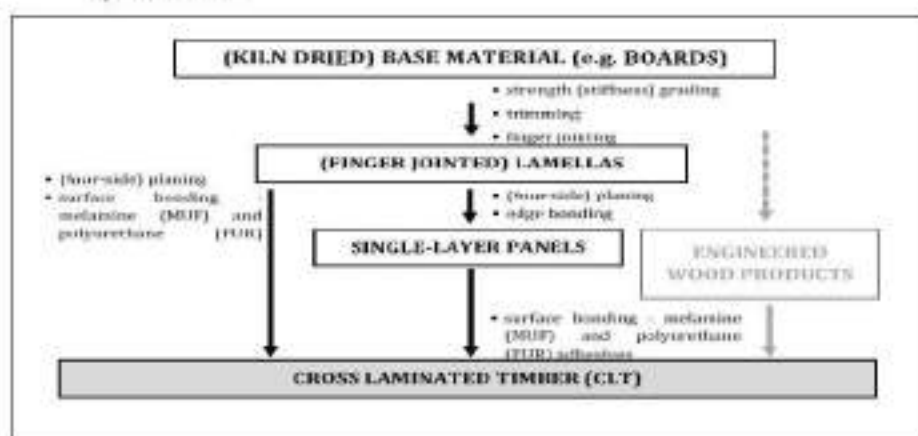 (KILN DRIED) BASE MATERIAL (e.g. BOARDS)
• strength (stiffness) grading
• trimming
• finger jointing
(FINGER JOINTED) LAMELLAS
• (four-side) planing
• surface bonding -
melamine (MUF) and
polyurethane (PUR)
• (four-side) planing
• edge bonding
SINGLE-LAYER PANELS
ENGINEERED
WOOD PRODUCTS
• surface bonding - melamine
(MUF) and polyurethane
(PUR) adhesives
CROSS LAMINATED TIMBER (CLT)